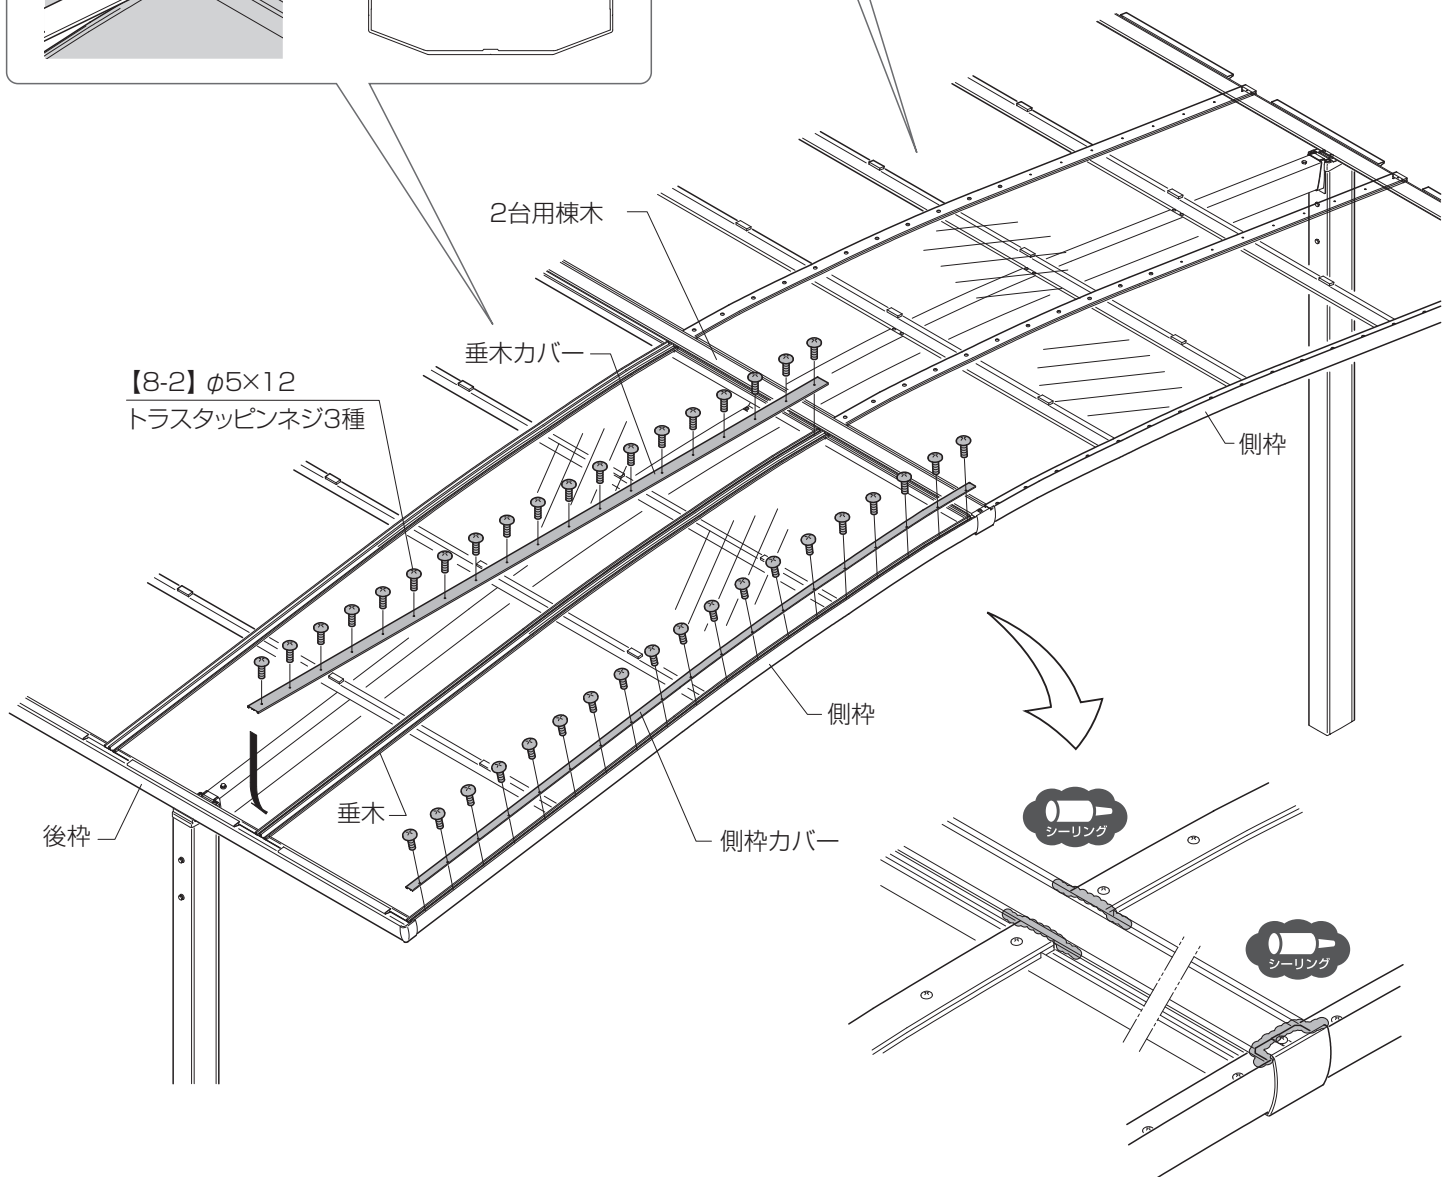 2台用棟木
垂木カバー
【8-2】φ5×12
トラスタッピンネジ3種
側枠
側枠
垂木
後枠
側枠カバー
シーリング
シーリング